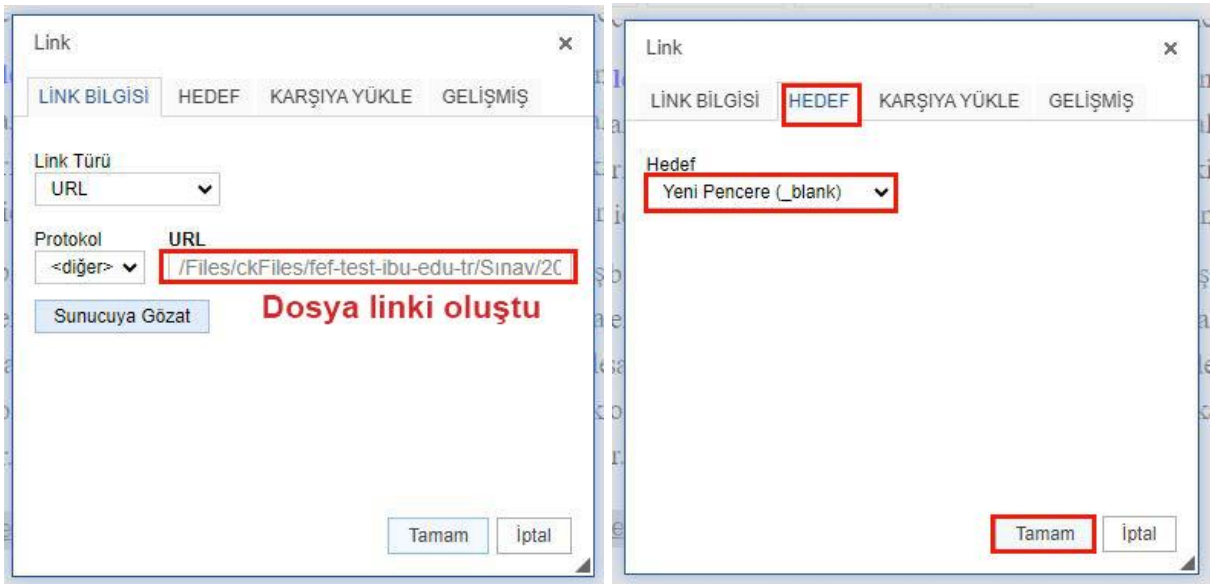 Link
LİNK BİLGİSİ HEDEF KARŞIYA YÜKLE GELİŞMİŞ
Link Türü
URL
Protokol URL
<diğer> /Files/ckFiles/fef-test-ibu-edu-tr/Sınav/20
Sunucuya Gözat
Dosya linki oluştu
Tamam İptal
Link
LİNK BİLGİSİ HEDEF KARŞIYA YÜKLE GELİŞMİŞ
Hedef
Yeni Pencere (_blank)
Tamam İptal